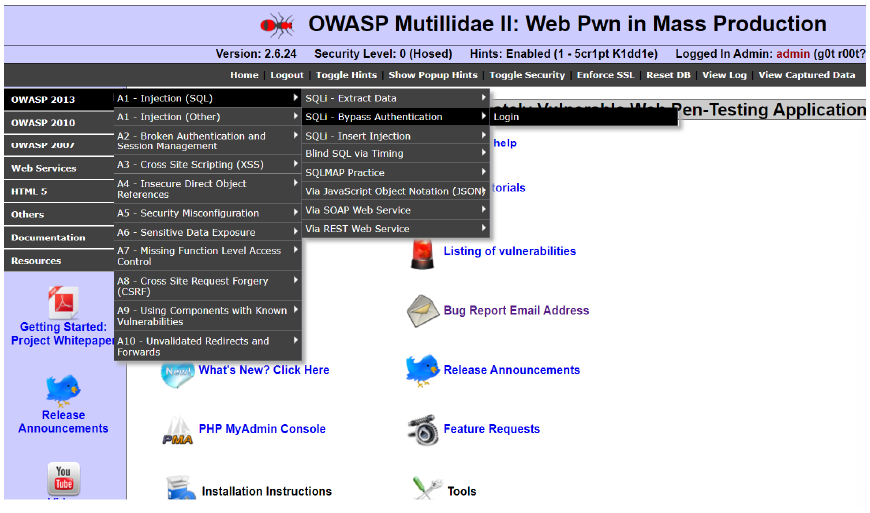 OWASP Mutillidae II: Web Pwn in Mass Production
Version: 2.6.24 Security Level: 0 (Hosed) Hints: Enabled (1 - 5cr1pt K1dd1e) Logged In Admin: admin (g0t r00t?
Home Logout Toggle Hints Show Popup Hints Toggle Security Enforce SSL Reset DB View Log View Captured Data
OWASP 2013
OWASP 2010
OWASP 2007
Web Services
HTML 5
Others
Documentation
Resources
A1 - Injection (SQL)
A1 - Injection (Other)
A2 - Broken Authentication and
Session Management
A3 - Cross Site Scripting (XSS)
A4 - Insecure Direct Object
References
A5 - Security Misconfiguration
A6 - Sensitive Data Exposure
A7 - Missing Function Level Access
Control
A8 - Cross Site Request Forgery
(CSRF)
A9 - Using Components with Known
Vulnerabilities
A10 - Unvalidated Redirects and
Forwards
SQLi - Extract Data
SQLi - Bypass Authentication
SQLi - Insert Injection
Blind SQL via Timing
SQLMAP Practice
Via JavaScript Object Notation (JSON)
Via SOAP Web Service
Via REST Web Service
Login
Pen-Testing Application
help
torials
Listing of vulnerabilities
Bug Report Email Address
Getting Started:
Project Whitepaper
What's New? Click Here
Release Announcements
Release
Announcements
PHP MyAdmin Console
Feature Requests
PMA
You
Tube
Installation Instructions
Tools